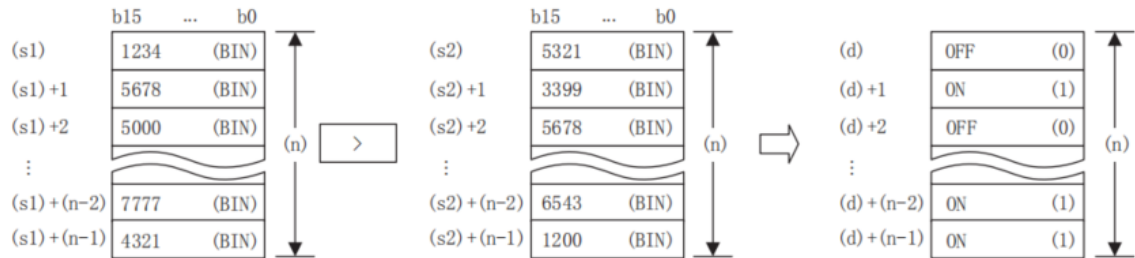 b15 ... b0 b15 ... b0
(s1) 1234 (BIN) (s2) 5321 (BIN) (d) OFF (0)
(s1)+1 5678 (BIN) (s2)+1 3399 (BIN) (d)+1 ON (1)
(s1)+2 5000 (BIN) (s2)+2 5678 (BIN) (d)+2 OFF (0)
(n) > (n) (n)
⋮ ⋮ ⋮
(s1)+(n-2) 7777 (BIN) (s2)+(n-2) 6543 (BIN) (d)+(n-2) ON (1)
(s1)+(n-1) 4321 (BIN) (s2)+(n-1) 1200 (BIN) (d)+(n-1) ON (1)